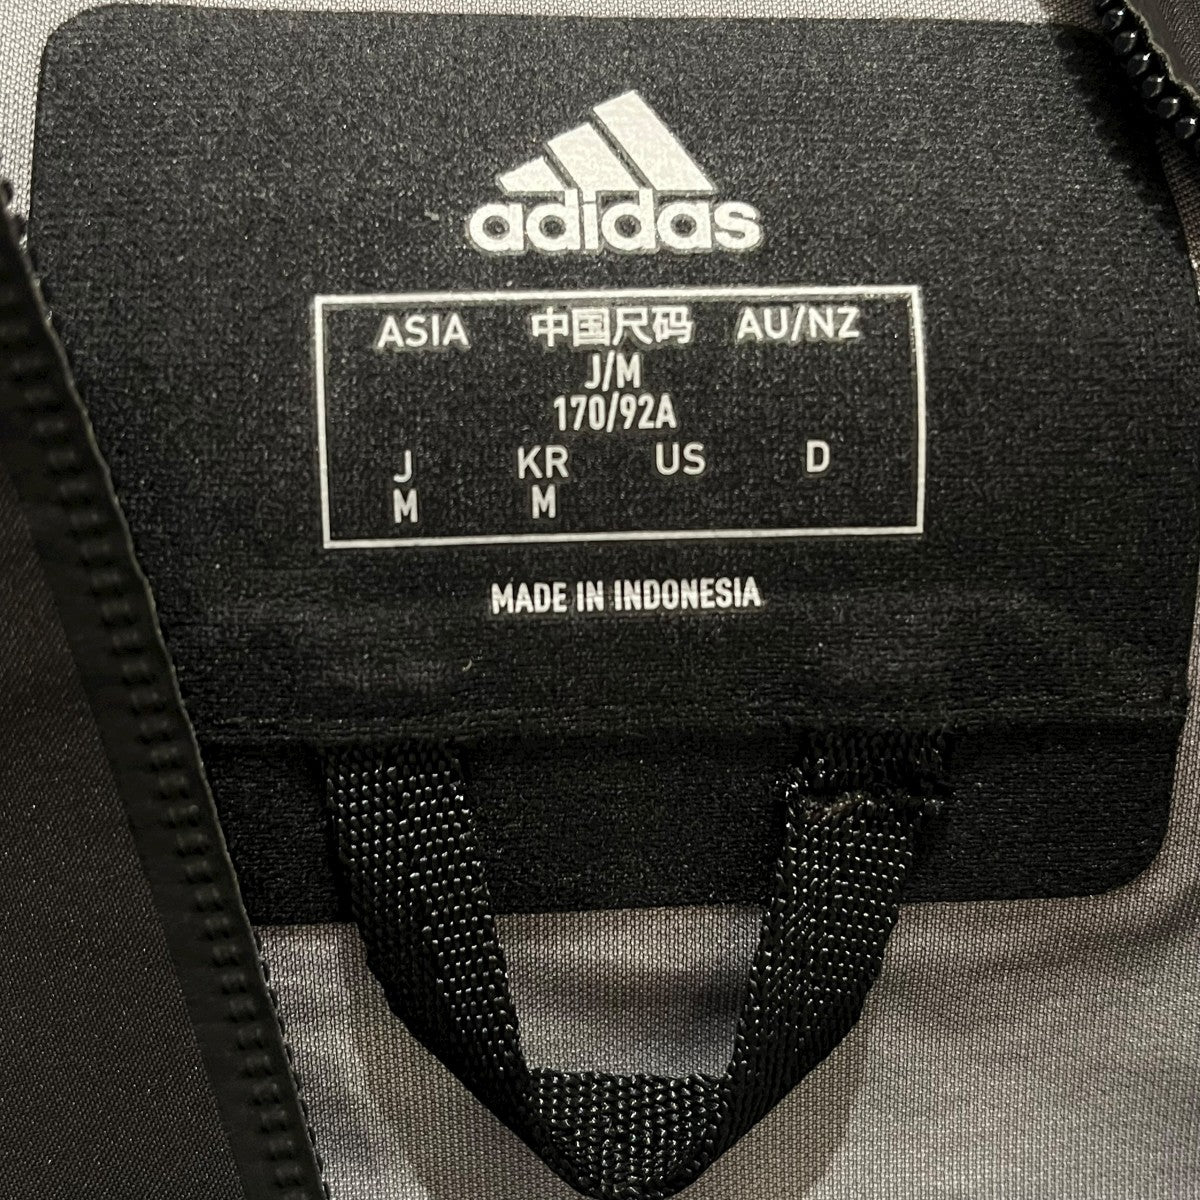 adidas
ASIA 中国尺码 AU/NZ
J/M
170/92A
J KR US D
M M
MADE IN INDONESIA